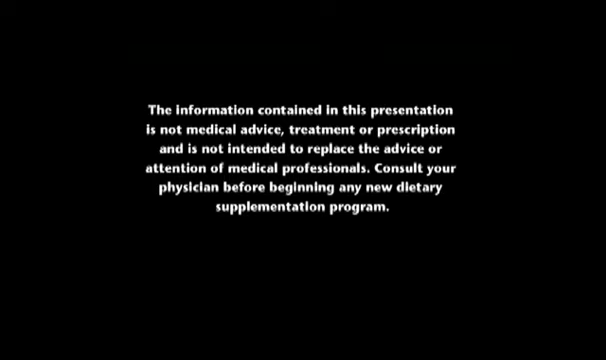 The information contained in this presentation
is not medical advice, treatment or prescription
and is not intended to replace the advice or
attention of medical professionals. Consult your
physician before beginning any new dietary
supplementation program.